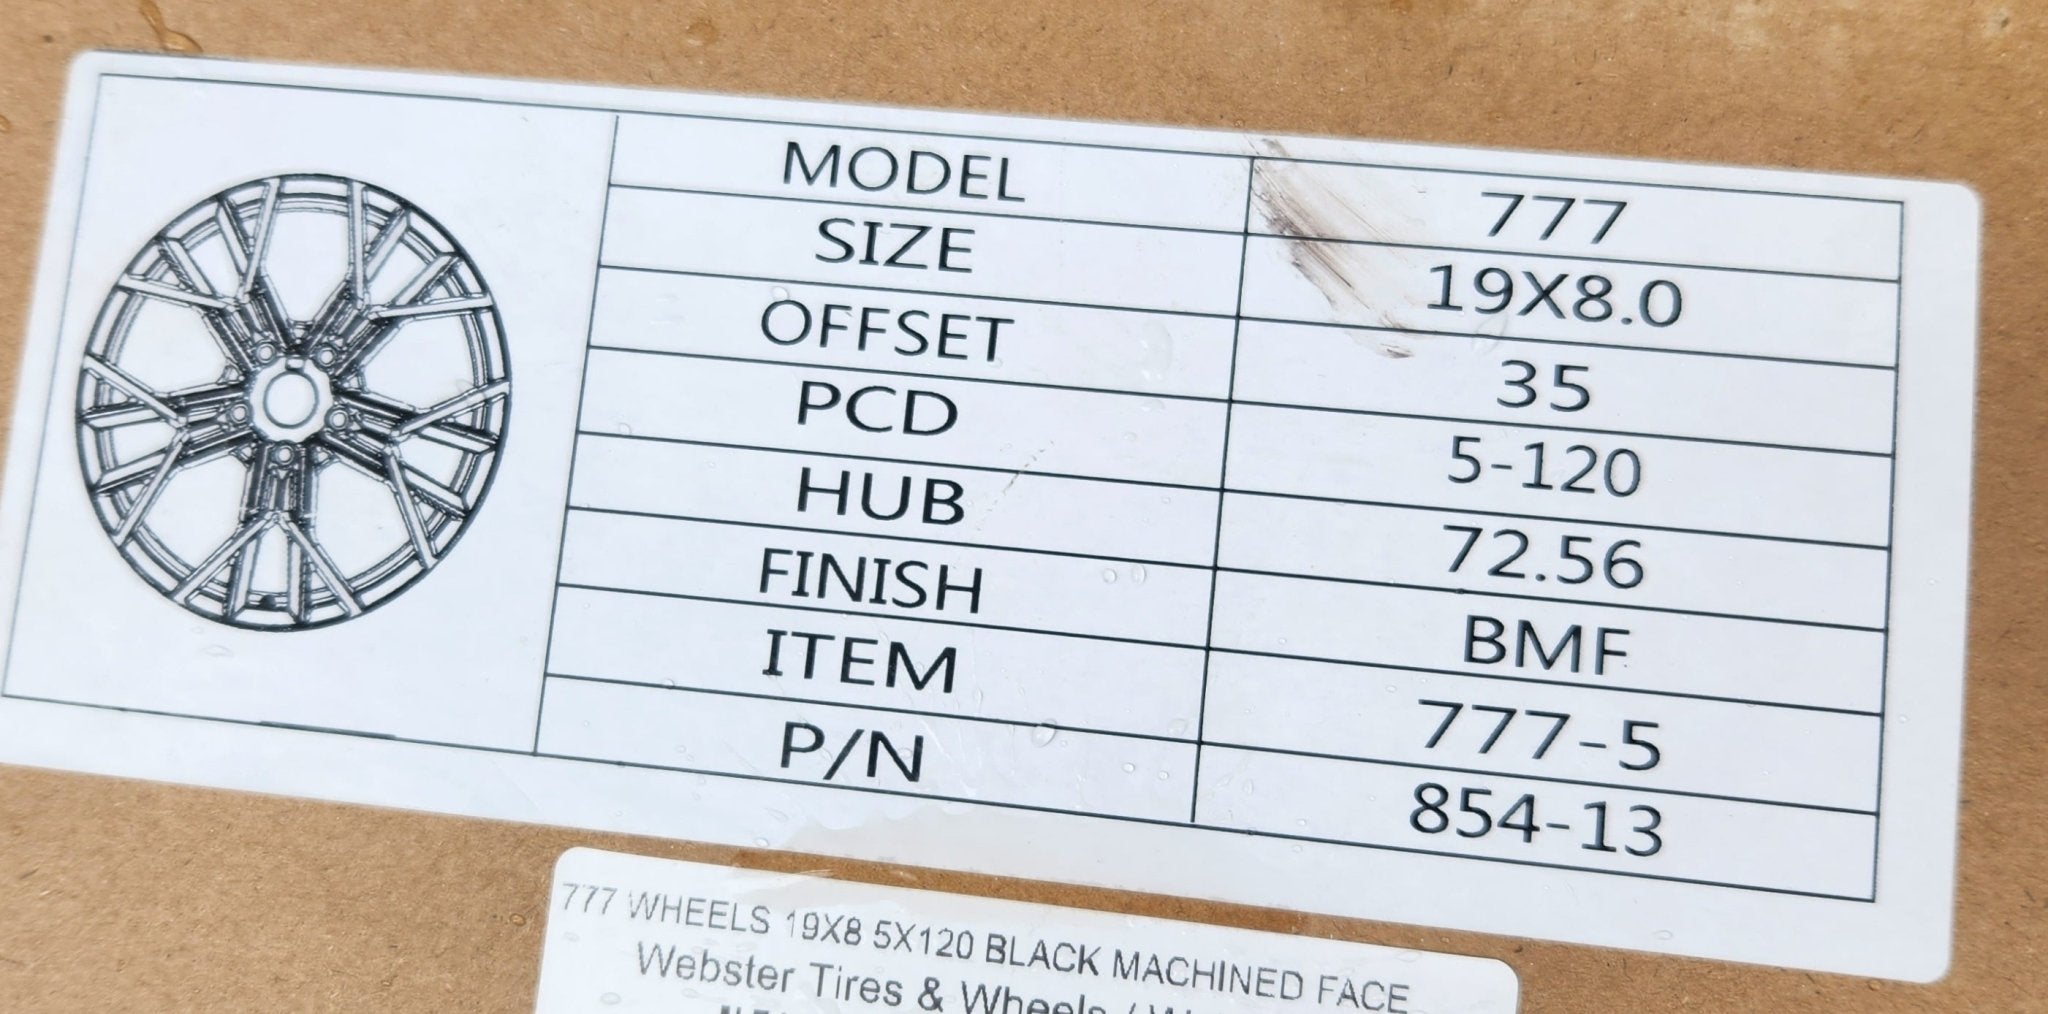 MODEL 777
SIZE 19X8.0
OFFSET 35
PCD 5-120
HUB 72.56
FINISH BMF
ITEM 777-5
P/N 854-13
777 WHEELS 19X8 5X120 BLACK MACHINED FACE
Webster Tires & Wheels /